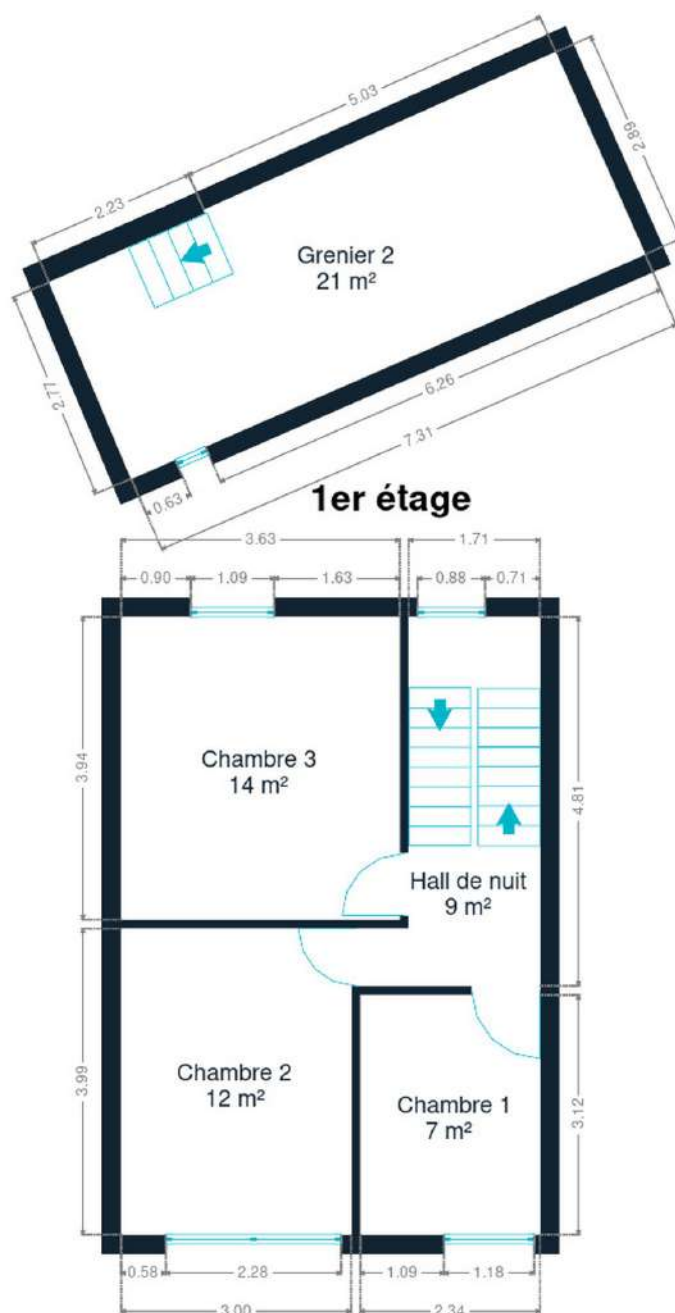 5.03
2.23
2.89
Grenier 2
21 m²
2.77
6.26
7.31
0.63
1er étage
3.63
1.71
0.90
1.09
1.63
0.88
0.71
3.94
Chambre 3
14 m²
4.81
Hall de nuit
9 m²
3.99
Chambre 2
12 m²
Chambre 1
7 m²
3.12
0.58
2.28
1.09
1.18
3.00
2.34